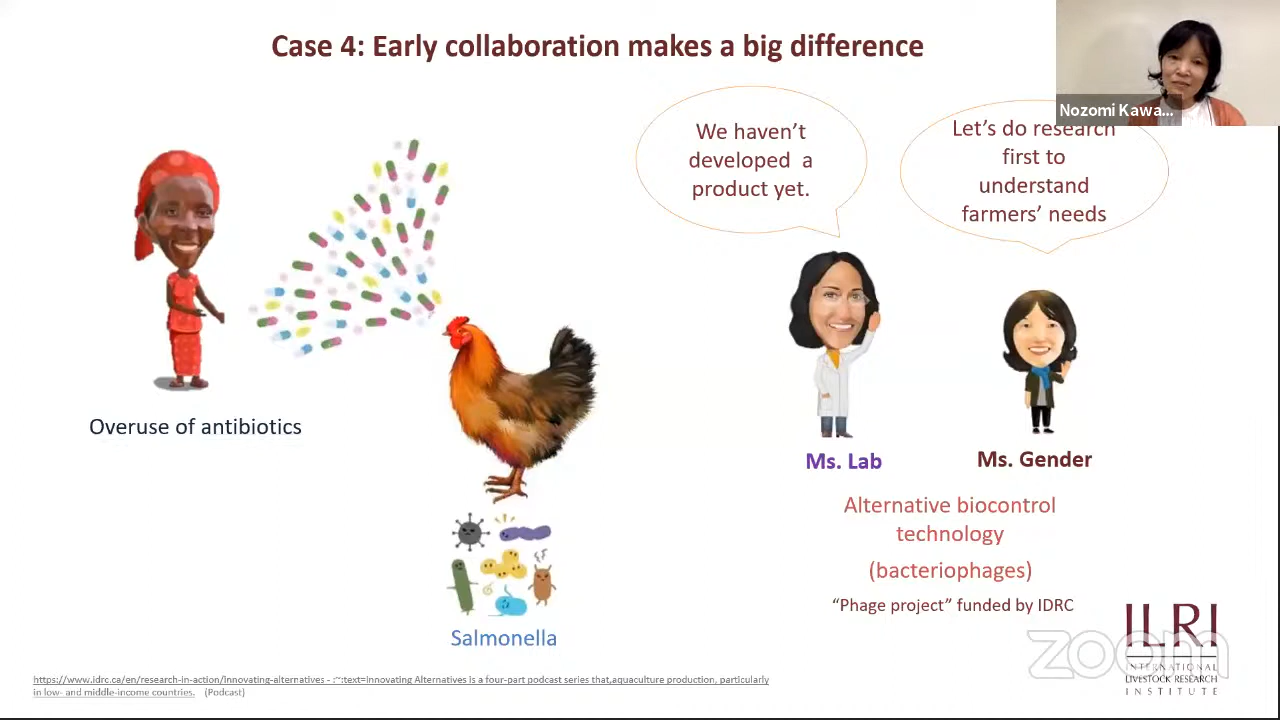 Case 4: Early collaboration makes a big difference
Nozomi Kawa...
We haven't
developed a
product yet.
Let's do research
first to
understand
farmers' needs
Overuse of antibiotics
Ms. Lab
Ms. Gender
Alternative biocontrol
technology
(bacteriophages)
“Phage project” funded by IDRC
Salmonella
https://www.idrc.ca/en/research-in-action/innovating-alternatives - :~:text=Innovating Alternatives is a four-part podcast series that,aquaculture production, particularly
in low- and middle-income countries. (Podcast)
ILRI
INTERNATIONAL
LIVESTOCK RESEARCH
INSTITUTE
zoom